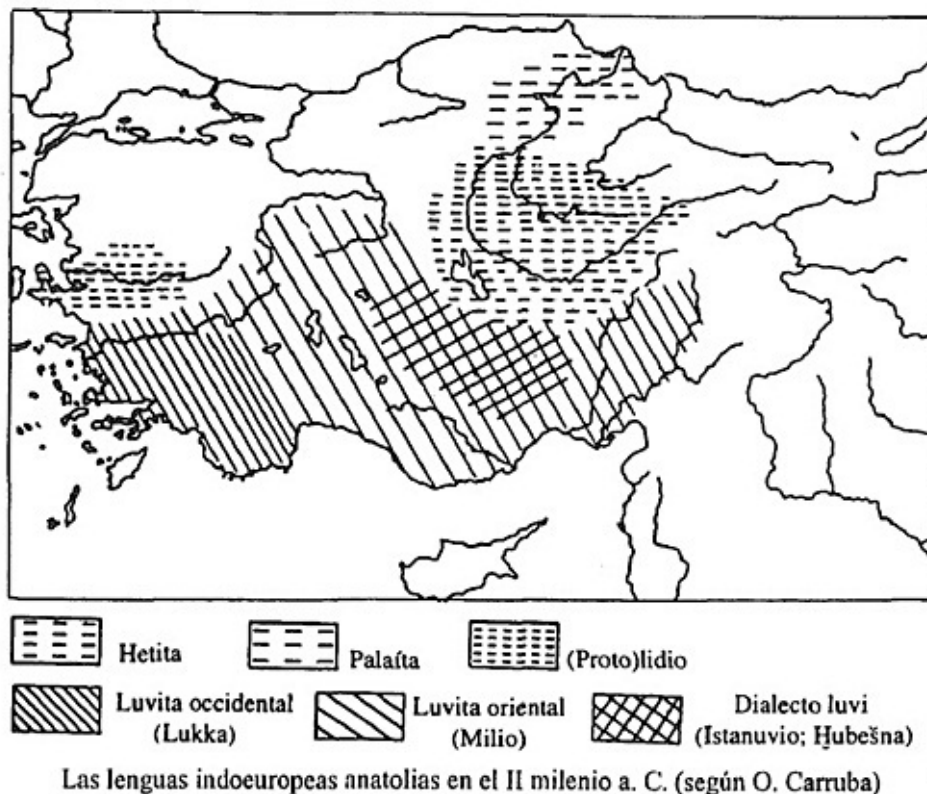 Hetita Palaíta (Proto)lidio
Luvita occidental Luvita oriental Dialecto luvi
(Lukka) (Milio) (Istanuvio; Ḫubešna)
Las lenguas indoeuropeas anatolias en el II milenio a. C. (según O. Carruba)